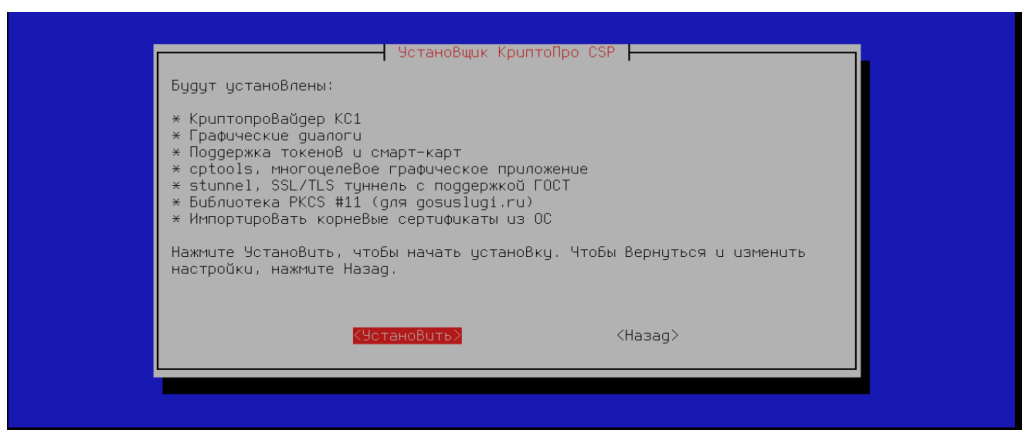 Установщик КриптоПро CSP
Будут установлены:
* Криптопровайдер КС1
* Графические диалоги
* Поддержка токенов и смарт-карт
* cptools, многоцелевое графическое приложение
* stunnel, SSL/TLS туннель с поддержкой ГОСТ
* Библиотека PKCS #11 (для gosuslugi.ru)
* Импортировать корневые сертификаты из ОС
Нажмите Установить, чтобы начать установку. Чтобы вернуться и изменить
настройки, нажмите Назад.
<Установить> <Назад>